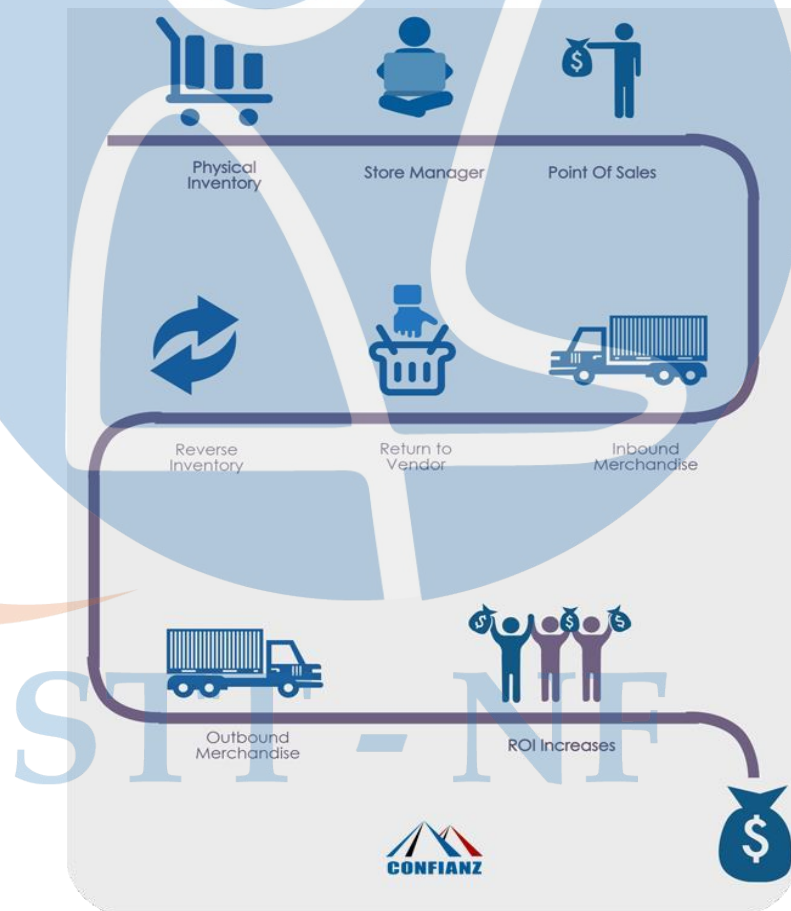 Physical
Inventory
Store Manager
Point Of Sales
Reverse
Inventory
Return to
Vendor
Inbound
Merchandise
Outbound
Merchandise
ROI Increases
STT - NF
CONFIANZ